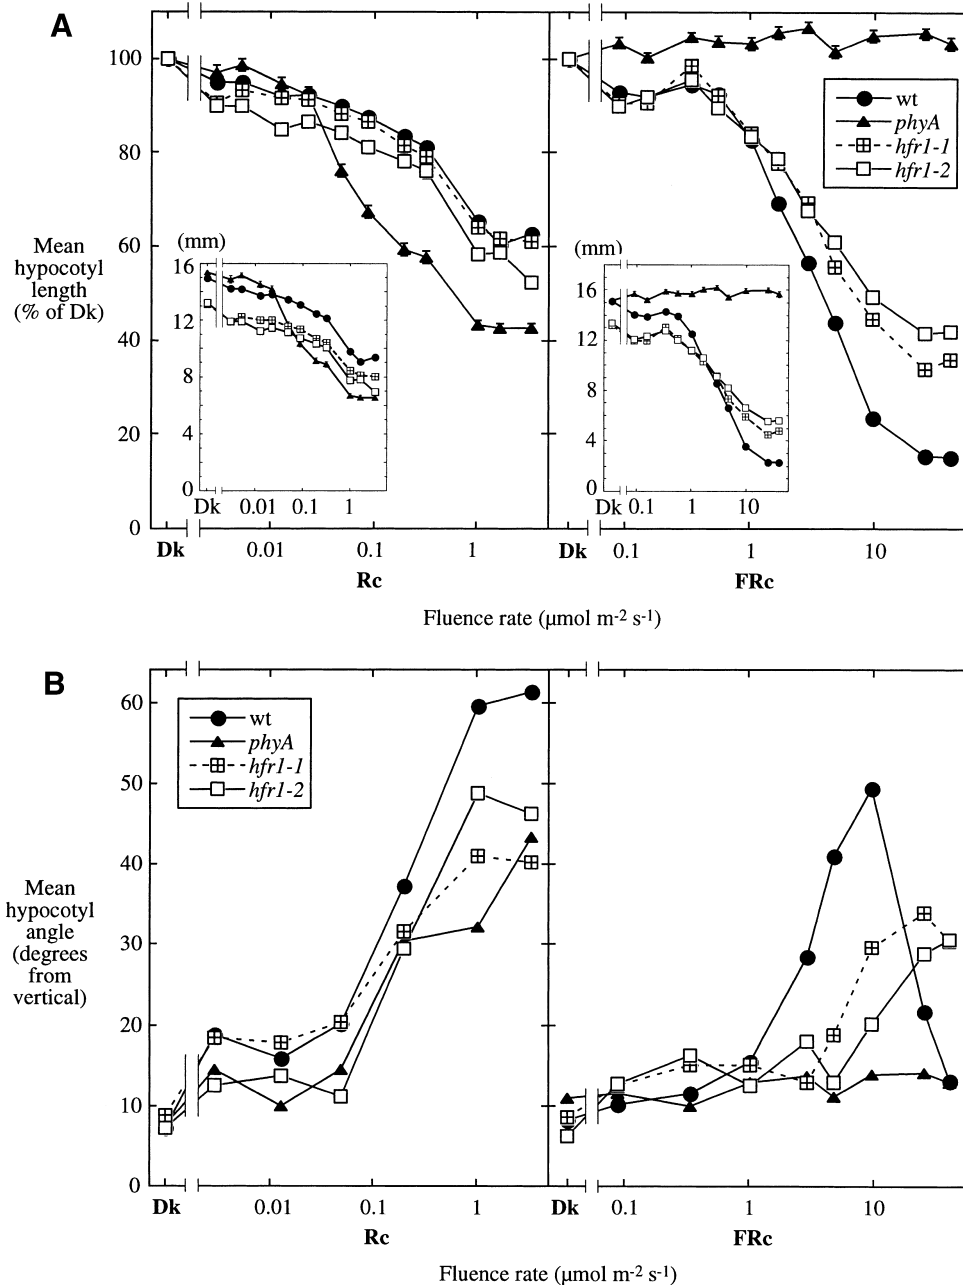 A
100
80
60
40
20
0
Mean
hypocotyl
length
(% of Dk)
(mm)
16
12
8
4
0
Dk 0.01 0.1 1
Dk 0.01 0.1 1
Rc
wt
phyA
hfr1-1
hfr1-2
(mm)
16
12
8
4
0
Dk 0.1 1 10
Dk 0.1 1 10
FRc
Fluence rate (μmol m-2 s-1)
B
60
50
40
30
20
10
0
wt
phyA
hfr1-1
hfr1-2
Mean
hypocotyl
angle
(degrees
from
vertical)
Dk 0.01 0.1 1
Rc
Dk 0.1 1 10
FRc
Fluence rate (μmol m-2 s-1)